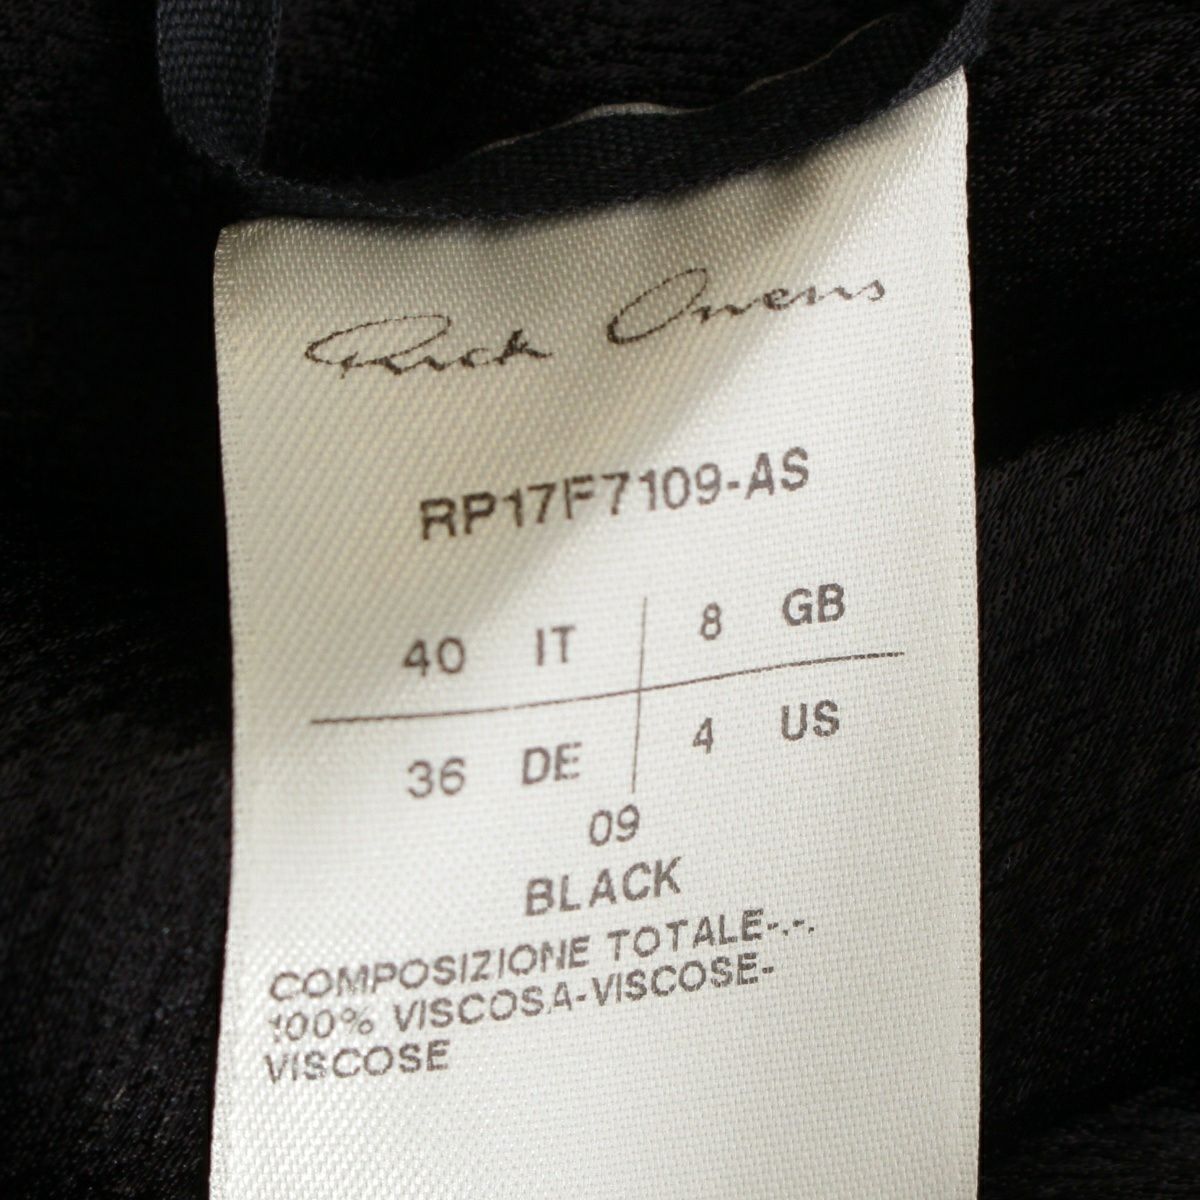 Rick Owens
RP17F7109-AS
40 IT 8 GB
36 DE 4 US
09
BLACK
COMPOSIZIONE TOTALE-.-.
100% VISCOSA-VISCOSE-
VISCOSE